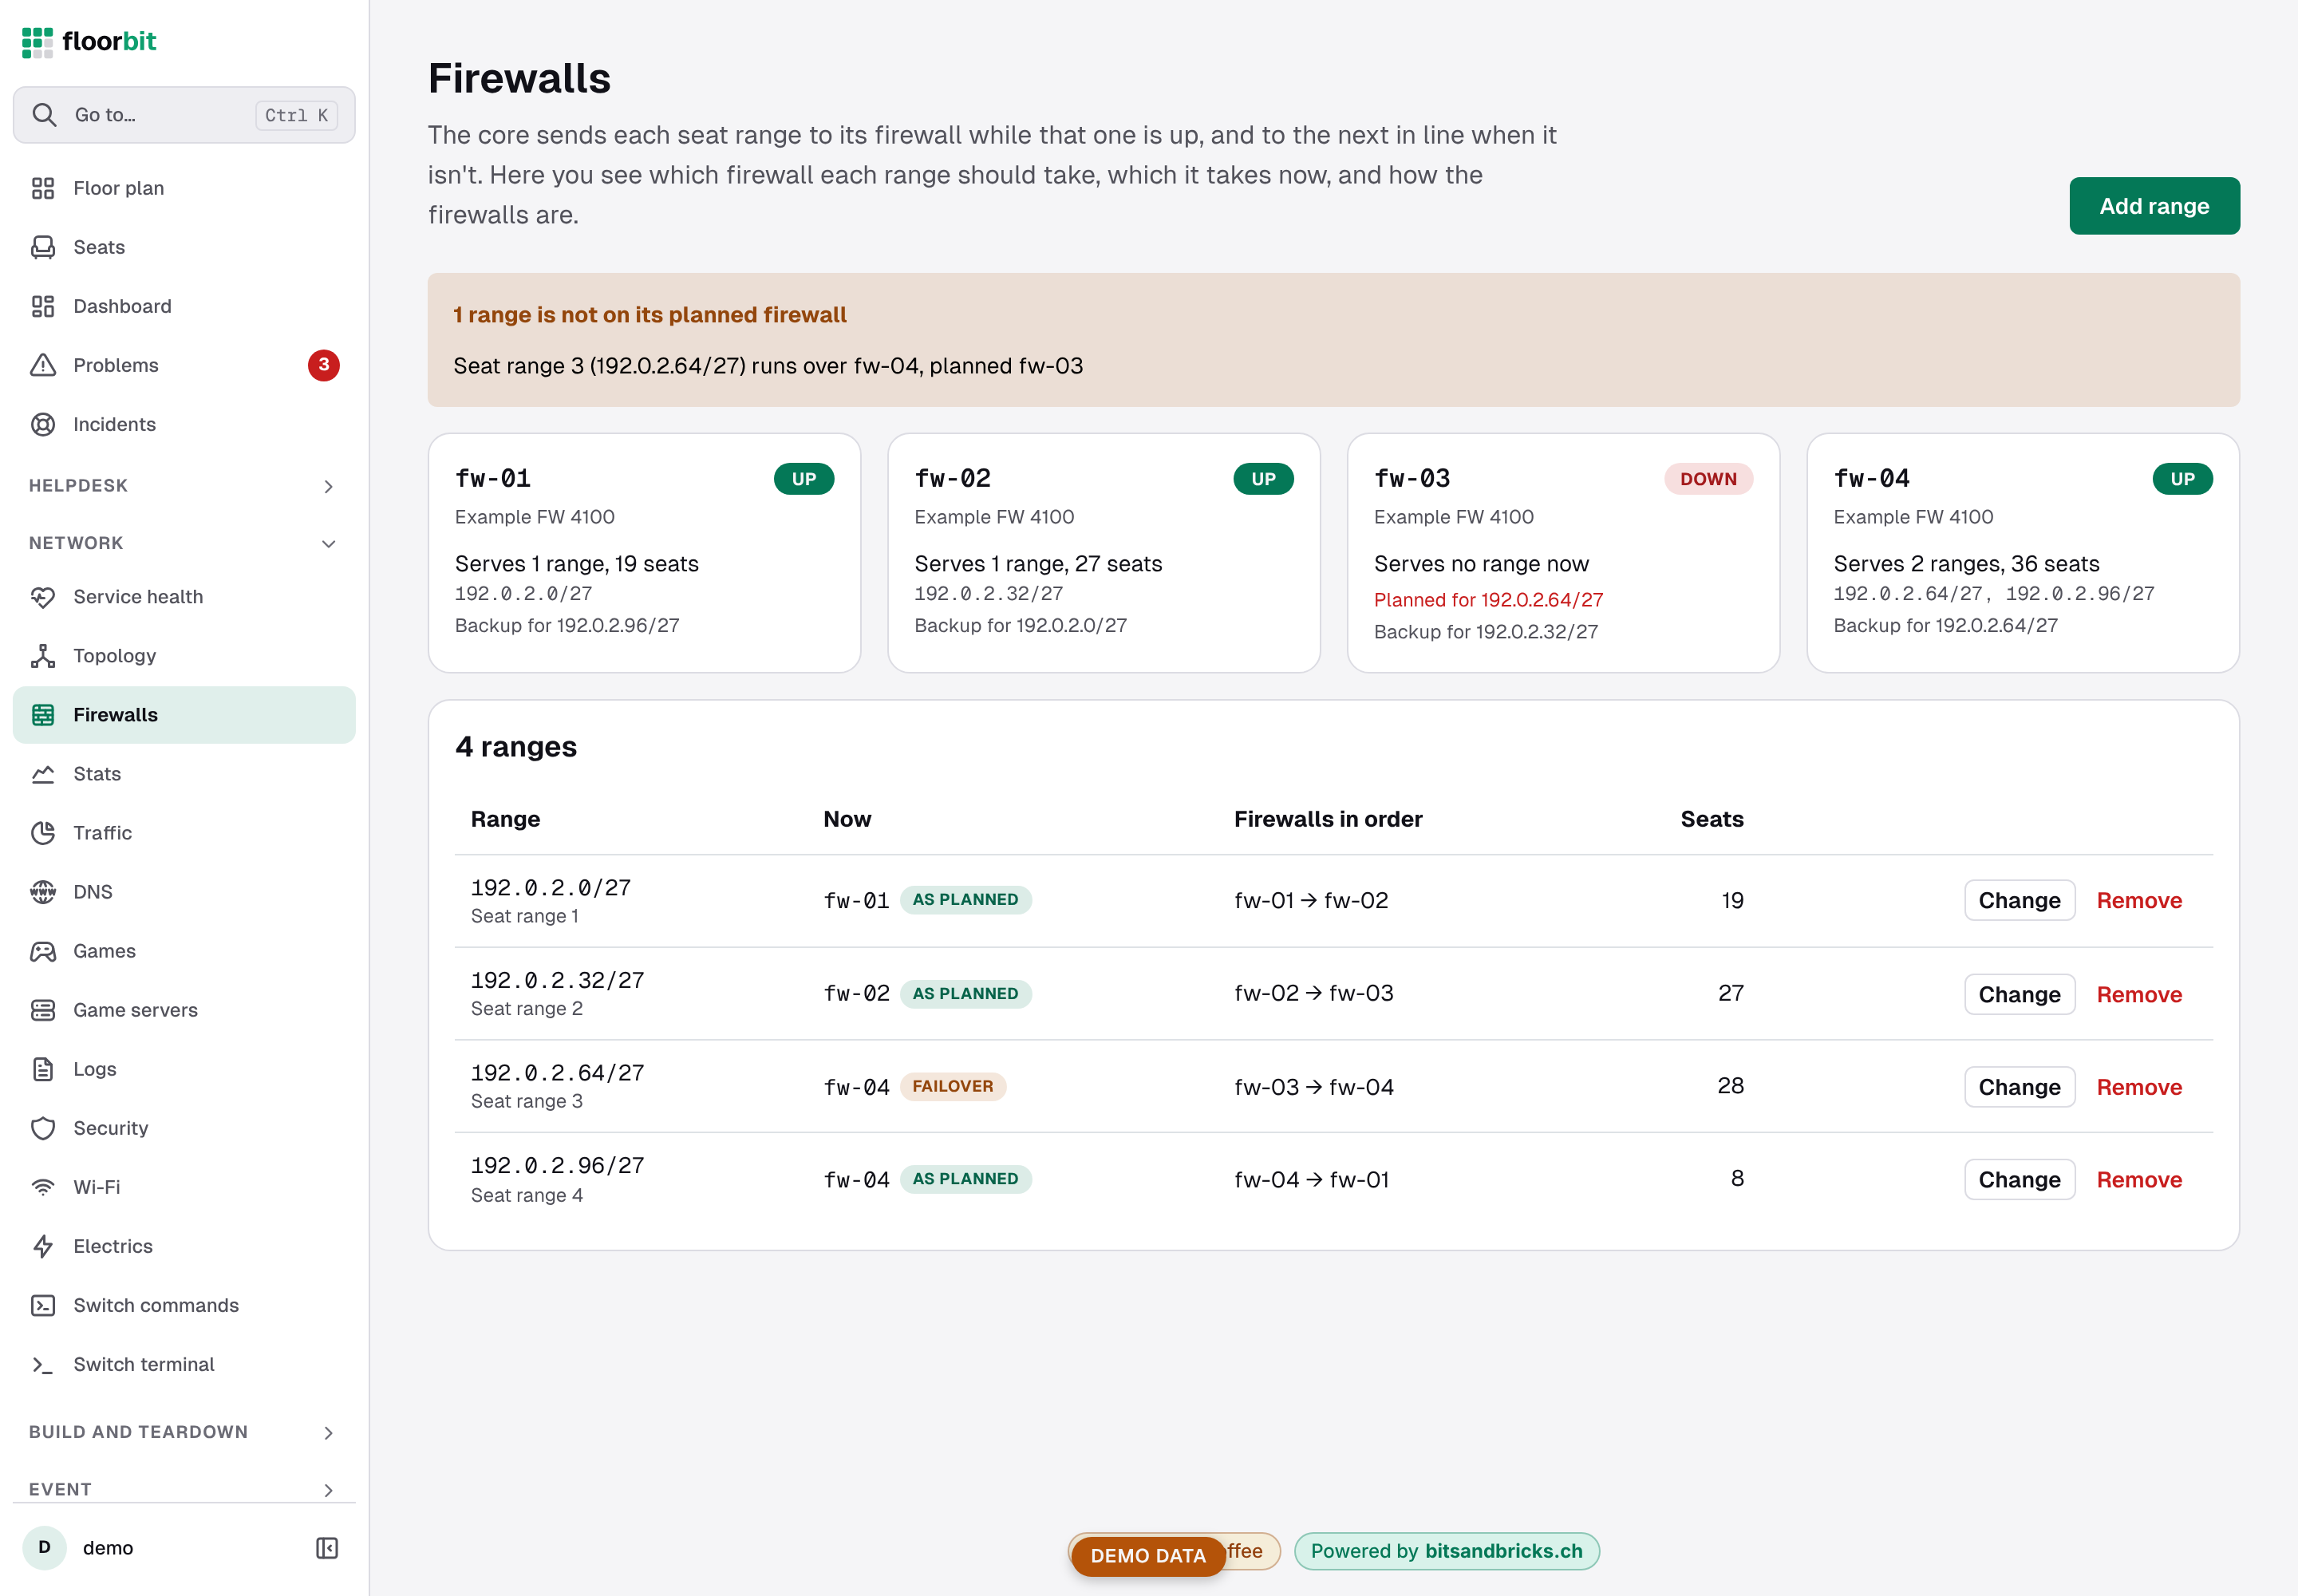 floorbit
Go to...
Ctrl K
Floor plan
Seats
Dashboard
Problems
3
Incidents
HELPDESK
NETWORK
Service health
Topology
Firewalls
Stats
Traffic
DNS
Games
Game servers
Logs
Security
Wi-Fi
Electrics
Switch commands
Switch terminal
BUILD AND TEARDOWN
EVENT
D
demo
Firewalls
The core sends each seat range to its firewall while that one is up, and to the next in line when it
isn't. Here you see which firewall each range should take, which it takes now, and how the
firewalls are.
Add range
1 range is not on its planned firewall
Seat range 3 (192.0.2.64/27) runs over fw-04, planned fw-03
fw-01
UP
Example FW 4100
Serves 1 range, 19 seats
192.0.2.0/27
Backup for 192.0.2.96/27
fw-02
UP
Example FW 4100
Serves 1 range, 27 seats
192.0.2.32/27
Backup for 192.0.2.0/27
fw-03
DOWN
Example FW 4100
Serves no range now
Planned for 192.0.2.64/27
Backup for 192.0.2.32/27
fw-04
UP
Example FW 4100
Serves 2 ranges, 36 seats
192.0.2.64/27, 192.0.2.96/27
Backup for 192.0.2.64/27
4 ranges
Range Now Firewalls in order Seats
192.0.2.0/27
Seat range 1
fw-01 AS PLANNED fw-01 → fw-02 19 Change Remove
192.0.2.32/27
Seat range 2
fw-02 AS PLANNED fw-02 → fw-03 27 Change Remove
192.0.2.64/27
Seat range 3
fw-04 FAILOVER fw-03 → fw-04 28 Change Remove
192.0.2.96/27
Seat range 4
fw-04 AS PLANNED fw-04 → fw-01 8 Change Remove
DEMO DATA
Powered by bitsandbricks.ch